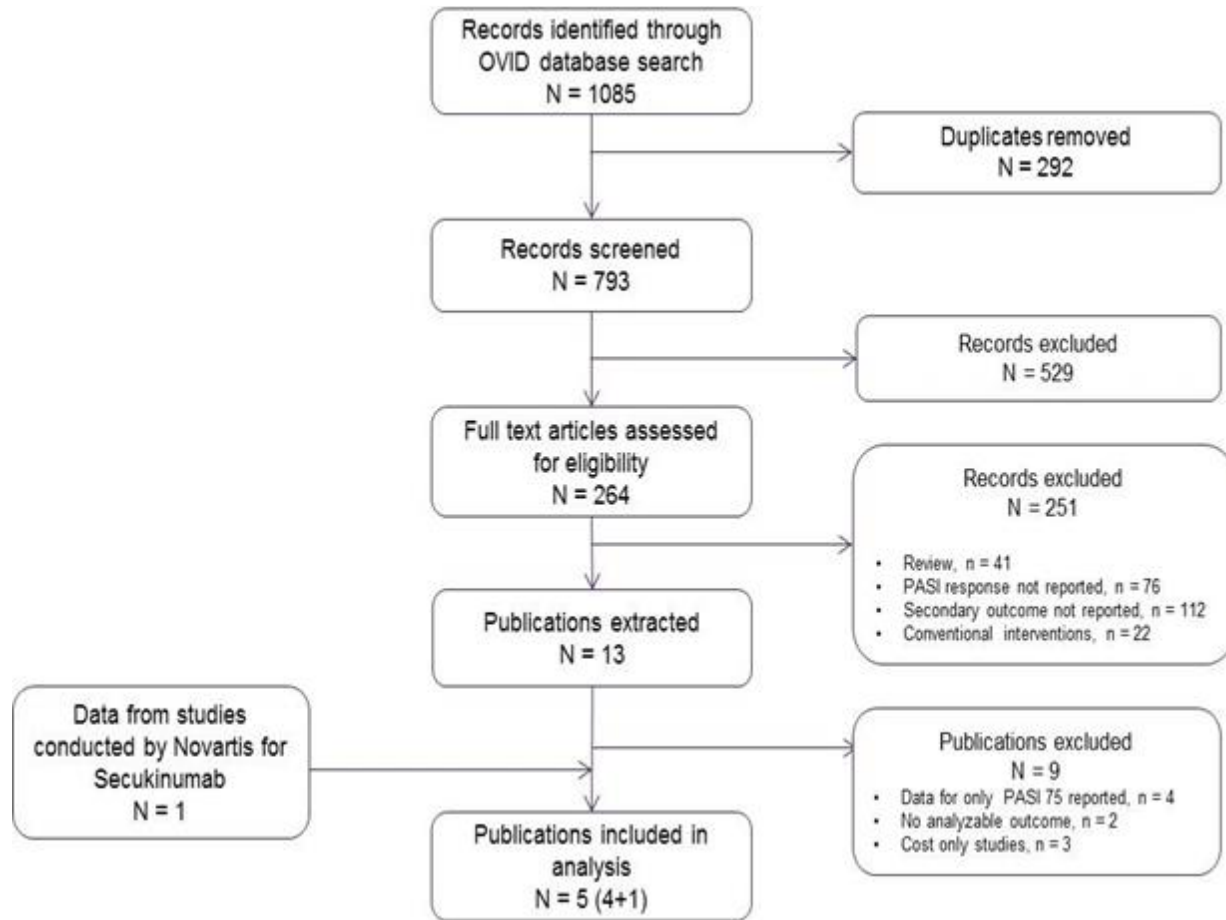 Records identified through
OVID database search
N = 1085
Duplicates removed
N = 292
Records screened
N = 793
Records excluded
N = 529
Full text articles assessed
for eligibility
N = 264
Records excluded
N = 251
• Review, n = 41
• PASI response not reported, n = 76
• Secondary outcome not reported, n = 112
• Conventional interventions, n = 22
Publications extracted
N = 13
Data from studies
conducted by Novartis for
Secukinumab
N = 1
Publications excluded
N = 9
• Data for only PASI 75 reported, n = 4
• No analyzable outcome, n = 2
• Cost only studies, n = 3
Publications included in
analysis
N = 5 (4+1)